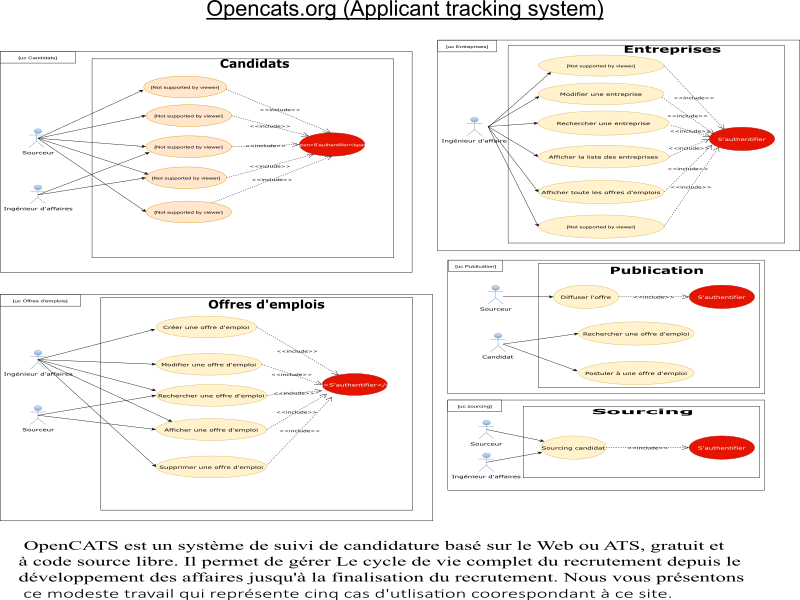 Opencats.org (Applicant tracking system)
[uc Candidats]
Candidats
[Not supported by viewer]
[Not supported by viewer]
[Not supported by viewer]
[Not supported by viewer]
[Not supported by viewer]
<<include>>
<<include>>
<<include>>
<<include>>
<<include>>
pan=S'authentifier=/spa
Sourceur
Ingénieur d'affaires
[uc Entreprises]
Entreprises
[Not supported by viewer]
Modifier une entreprise
Rechercher une entreprise
Afficher la liste des entreprises
Afficher toute les offres d'emplois
[Not supported by viewer]
<<include>>
<<include>>
<<include>>
<<include>>
<<include>>
<<include>>
S'authentifier
Ingénieur d'affaire
[uc Offres d'emplois]
Offres d'emplois
Créer une offre d'emploi
Modifier une offre d'emploi
Rechercher une offre d'emploi
Afficher une offre d'emploi
Supprimer une offre d'emploi
<<include>>
<<include>>
<<include>>
<<include>>
<<include>>
=S'authentifier=/
Ingénieur d'affaires
Sourceur
[uc Publication]
Publication
Diffuser l'offre
<<include>>
S'authentifier
Sourceur
Rechercher une offre d'emploi
Candidat
Postuler à une offre d'emploi
[uc sourcing]
Sourcing
Sourceur
Sourcing candidat
<<include>>
S'authentifier
Ingénieur d'affaires
OpenCATS est un système de suivi de candidature basé sur le Web ou ATS, gratuit et
à code source libre. Il permet de gérer Le cycle de vie complet du recrutement depuis le
développement des affaires jusqu'à la finalisation du recrutement. Nous vous présentons
ce modeste travail qui représente cinq cas d'utlisation coorespondant à ce site.